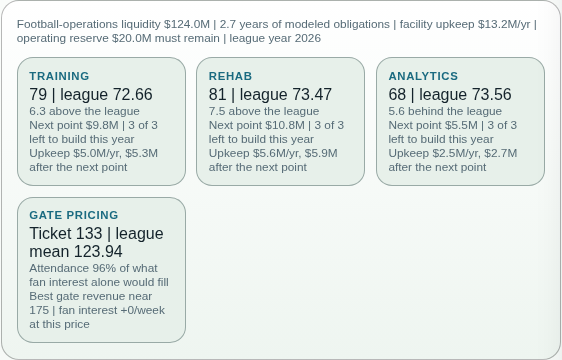 Football-operations liquidity $124.0M | 2.7 years of modeled obligations | facility upkeep $13.2M/yr |
operating reserve $20.0M must remain | league year 2026
TRAINING
79 | league 72.66
6.3 above the league
Next point $9.8M | 3 of 3
left to build this year
Upkeep $5.0M/yr, $5.3M
after the next point
REHAB
81 | league 73.47
7.5 above the league
Next point $10.8M | 3 of 3
left to build this year
Upkeep $5.6M/yr, $5.9M
after the next point
ANALYTICS
68 | league 73.56
5.6 behind the league
Next point $5.5M | 3 of 3
left to build this year
Upkeep $2.5M/yr, $2.7M
after the next point
GATE PRICING
Ticket 133 | league
mean 123.94
Attendance 96% of what
fan interest alone would fill
Best gate revenue near
175 | fan interest +0/week
at this price